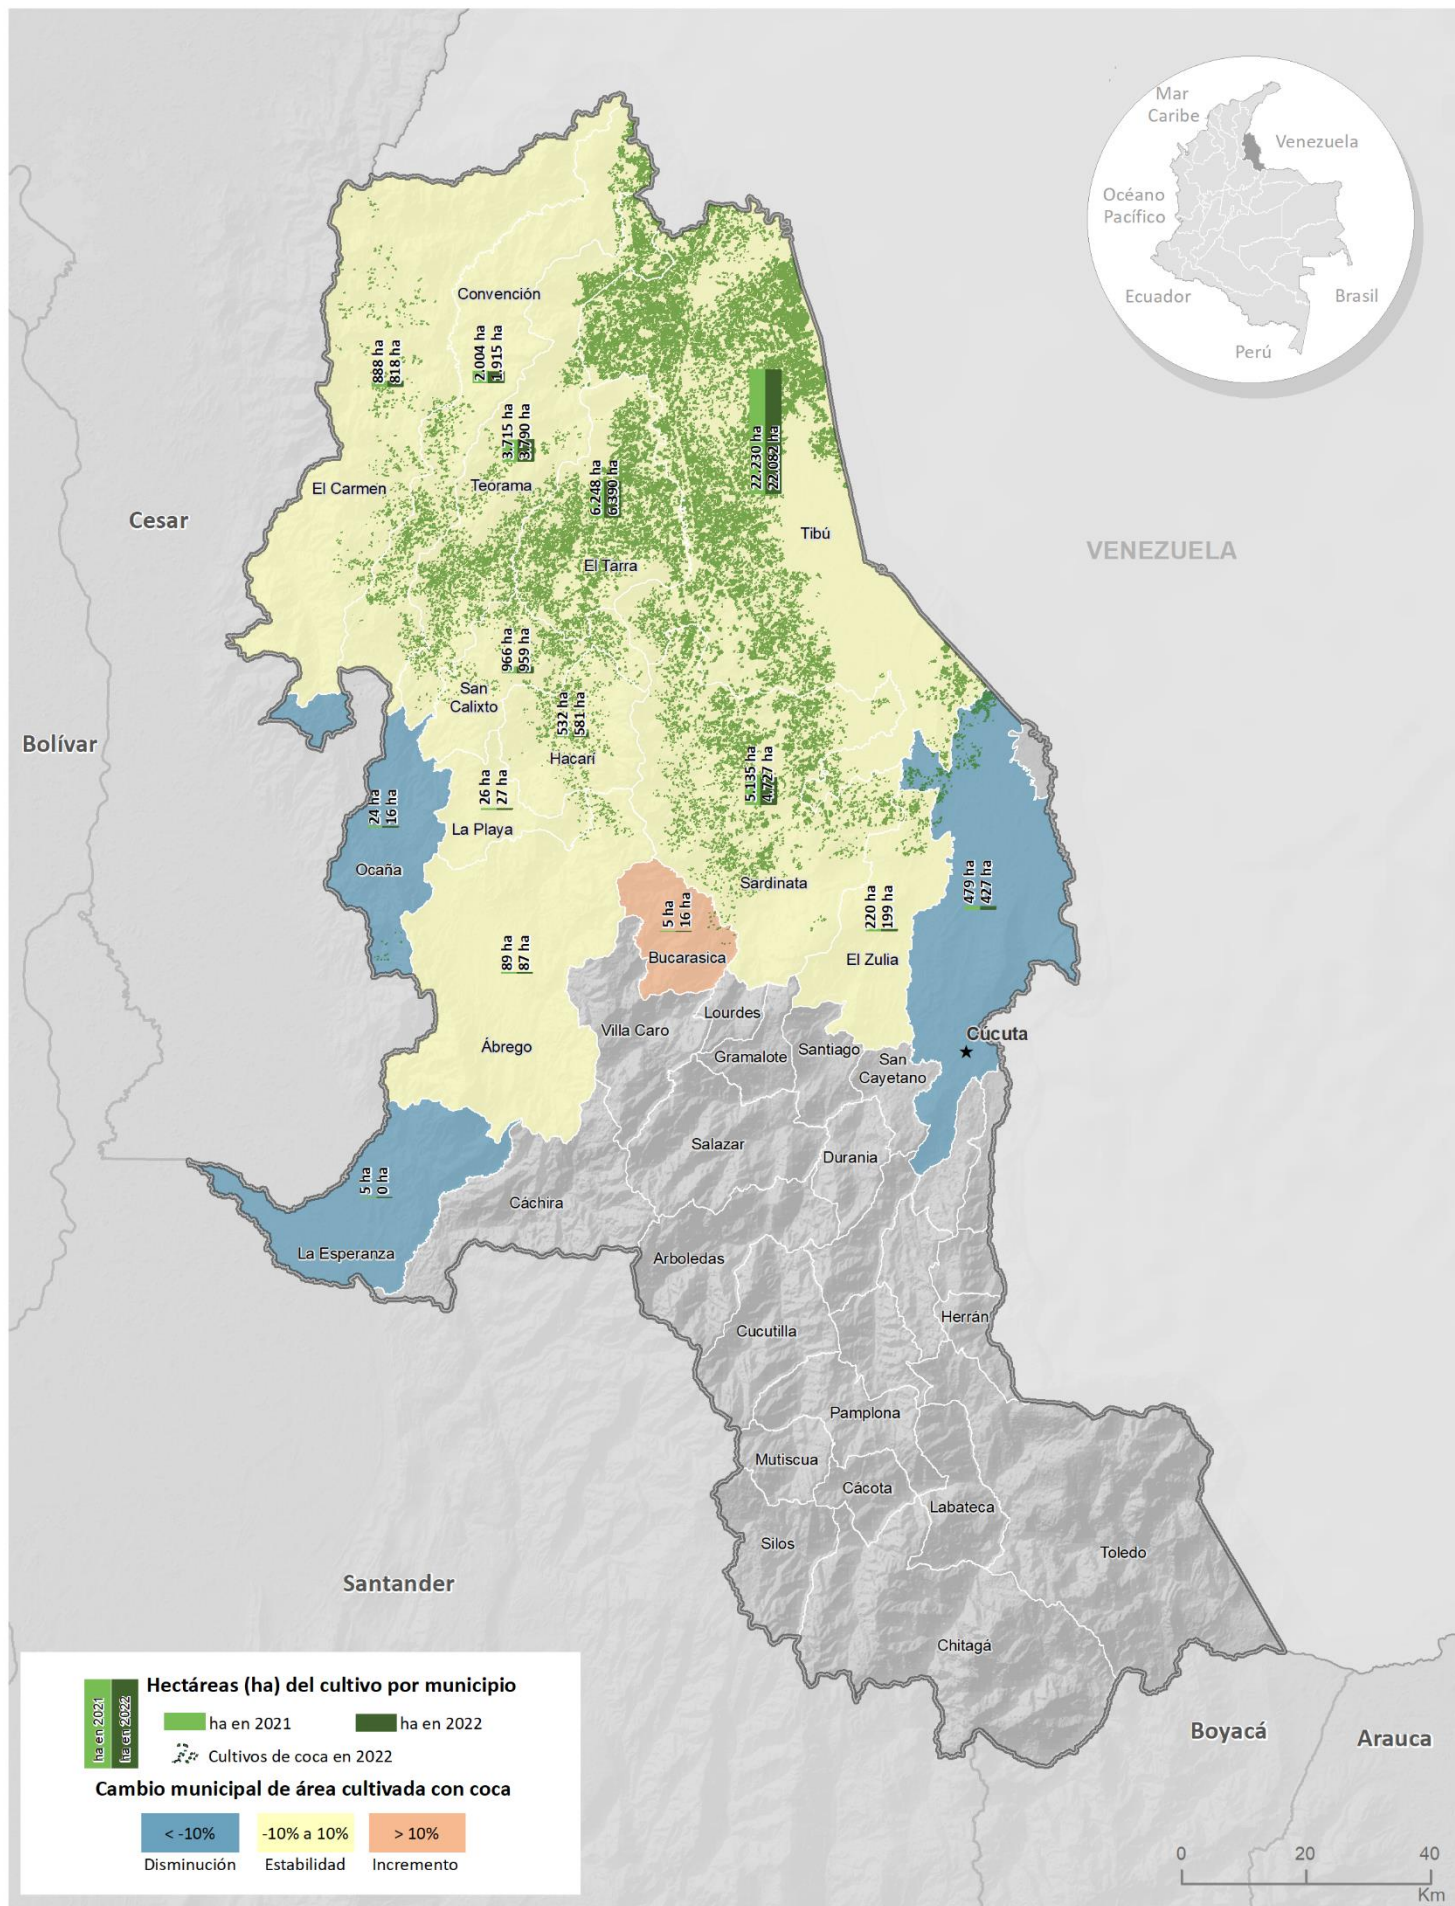 Mar
Caribe
Venezuela
Océano
Pacífico
Ecuador
Brasil
Perú
Convención
888 ha
818 ha
2.004 ha
1.915 ha
3.715 ha
3.790 ha
6.248 ha
6.390 ha
22.230 ha
22.082 ha
El Carmen
Teorama
Cesar
Tibú
VENEZUELA
El Tarra
966 ha
959 ha
San
Calixto
532 ha
581 ha
Bolívar
Hacarí
5.135 ha
4.727 ha
26 ha
27 ha
24 ha
16 ha
La Playa
Ocaña
Sardinata
479 ha
427 ha
5 ha
16 ha
220 ha
199 ha
89 ha
87 ha
Bucarasica
El Zulia
Lourdes
Villa Caro
Cúcuta
Ábrego
Gramalote
Santiago
San
Cayetano
Salazar
Durania
5 ha
0 ha
Cáchira
La Esperanza
Arboledas
Herrán
Cucutilla
Pamplona
Mutiscua
Cácota
Labateca
Silos
Toledo
Santander
Chitagá
Boyacá
Arauca
Hectáreas (ha) del cultivo por municipio
ha en 2021
ha en 2022
ha en 2021
ha en 2022
Cultivos de coca en 2022
Cambio municipal de área cultivada con coca
< -10%
-10% a 10%
> 10%
Disminución
Estabilidad
Incremento
0
20
40
Km